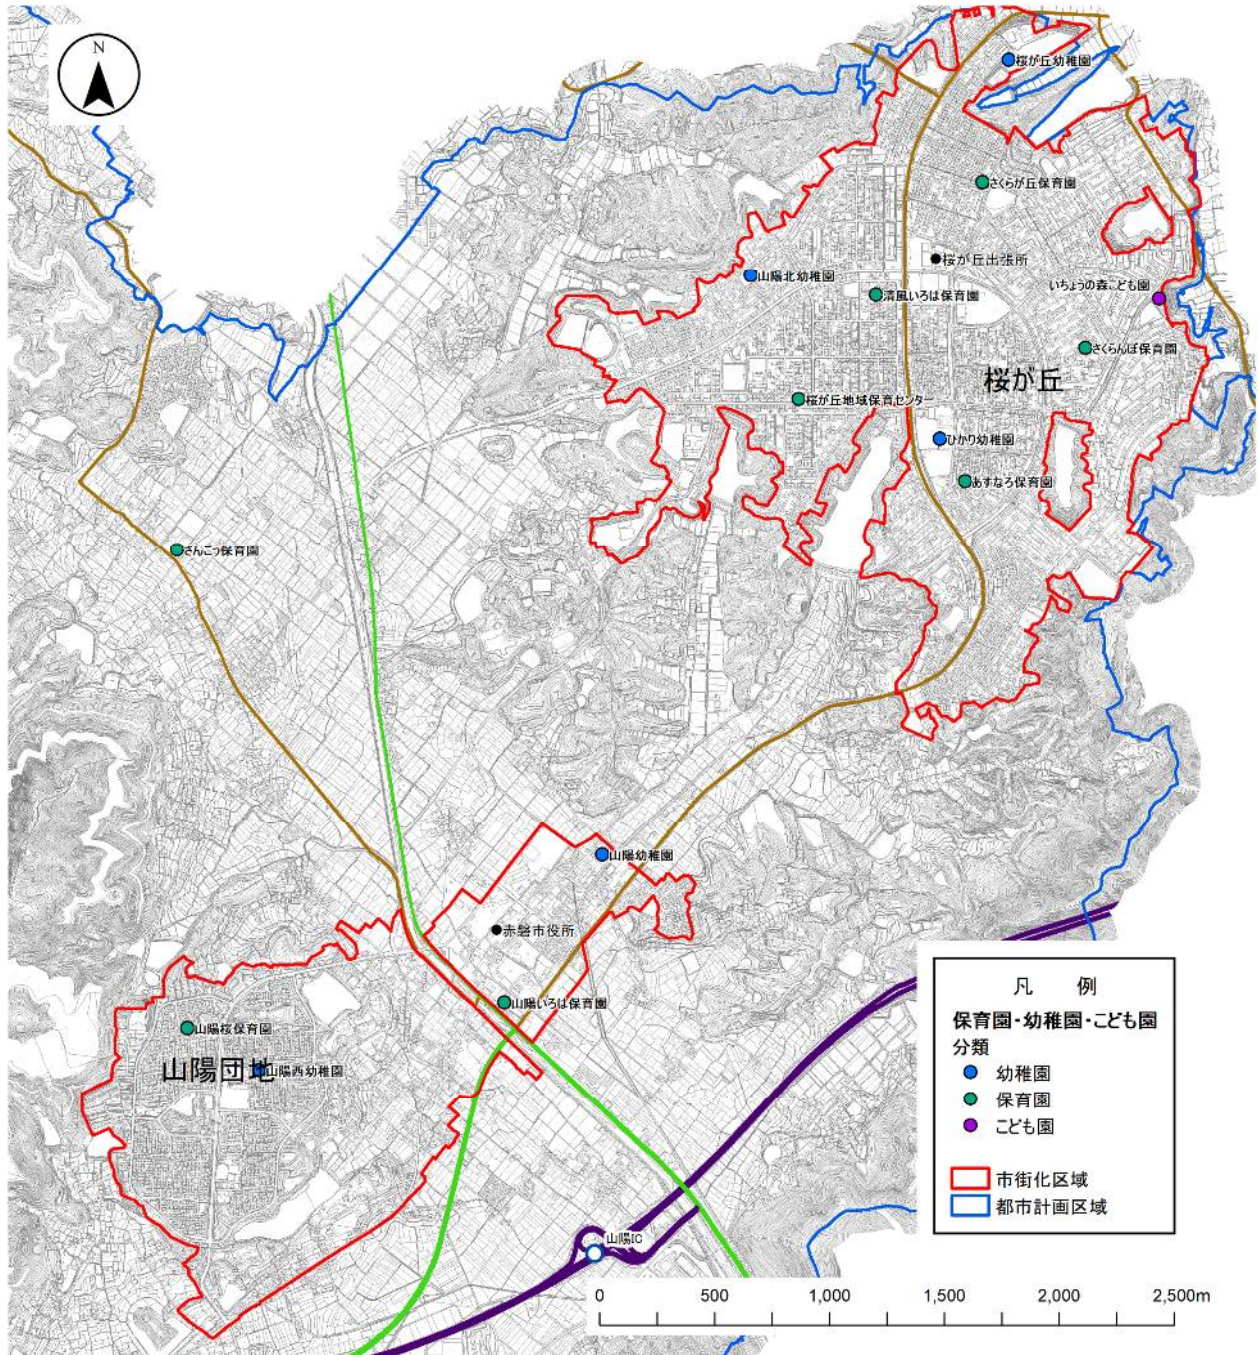 N
桜が丘幼稚園
さくらが丘保育園
桜が丘出張所
山陽北幼稚園
いちょうの森こども園
清風いろは保育園
さくらんぼ保育園
桜が丘
桜が丘地域保育センター
ひかり幼稚園
あすなろ保育園
さんこう保育園
山陽幼稚園
赤磐市役所
山陽いろは保育園
山陽桜保育園
山陽団地
山陽西幼稚園
山陽IC
凡 例
保育園・幼稚園・こども園
分類
幼稚園
保育園
こども園
市街化区域
都市計画区域
0 500 1,000 1,500 2,000 2,500m